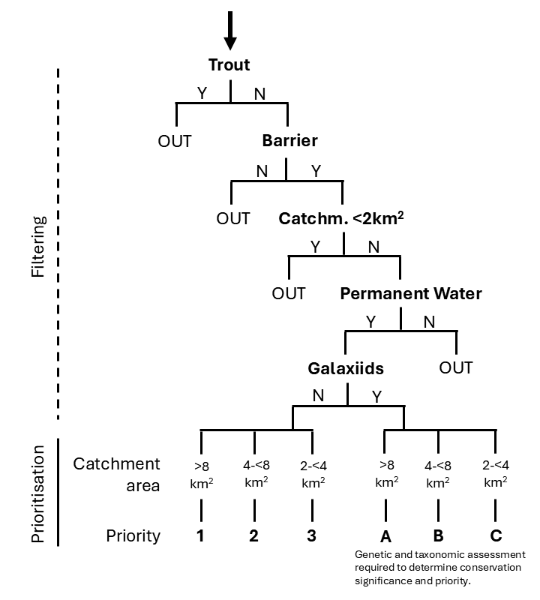 Trout
Y N
OUT Barrier
N Y
OUT Catchm. <2km²
Y N
OUT Permanent Water
Y N
Galaxiids OUT
N Y
Filtering
Prioritisation
Catchment area
>8 km²
4-<8 km²
2-<4 km²
>8 km²
4-<8 km²
2-<4 km²
Priority 1 2 3 A B C
Genetic and taxonomic assessment
required to determine conservation
significance and priority.